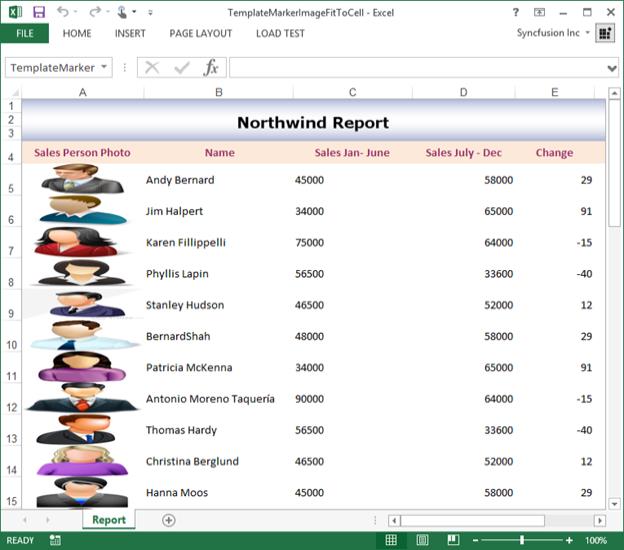 TemplateMarkerImageFitToCell - Excel
FILE HOME INSERT PAGE LAYOUT LOAD TEST Syncfusion Inc
TemplateMarker fx
A B C D E
1
2 Northwind Report
3
4 Sales Person Photo Name Sales Jan- June Sales July - Dec Change
5 Andy Bernard 45000 58000 29
6 Jim Halpert 34000 65000 91
7 Karen Fillippelli 75000 64000 -15
8 Phyllis Lapin 56500 33600 -40
9 Stanley Hudson 46500 52000 12
10 BernardShah 48000 58000 29
11 Patricia McKenna 34000 65000 91
12 Antonio Moreno Taquería 90000 64000 -15
13 Thomas Hardy 56500 33600 -40
14 Christina Berglund 46500 52000 12
15 Hanna Moos 45000 58000 29
Report
READY 100%